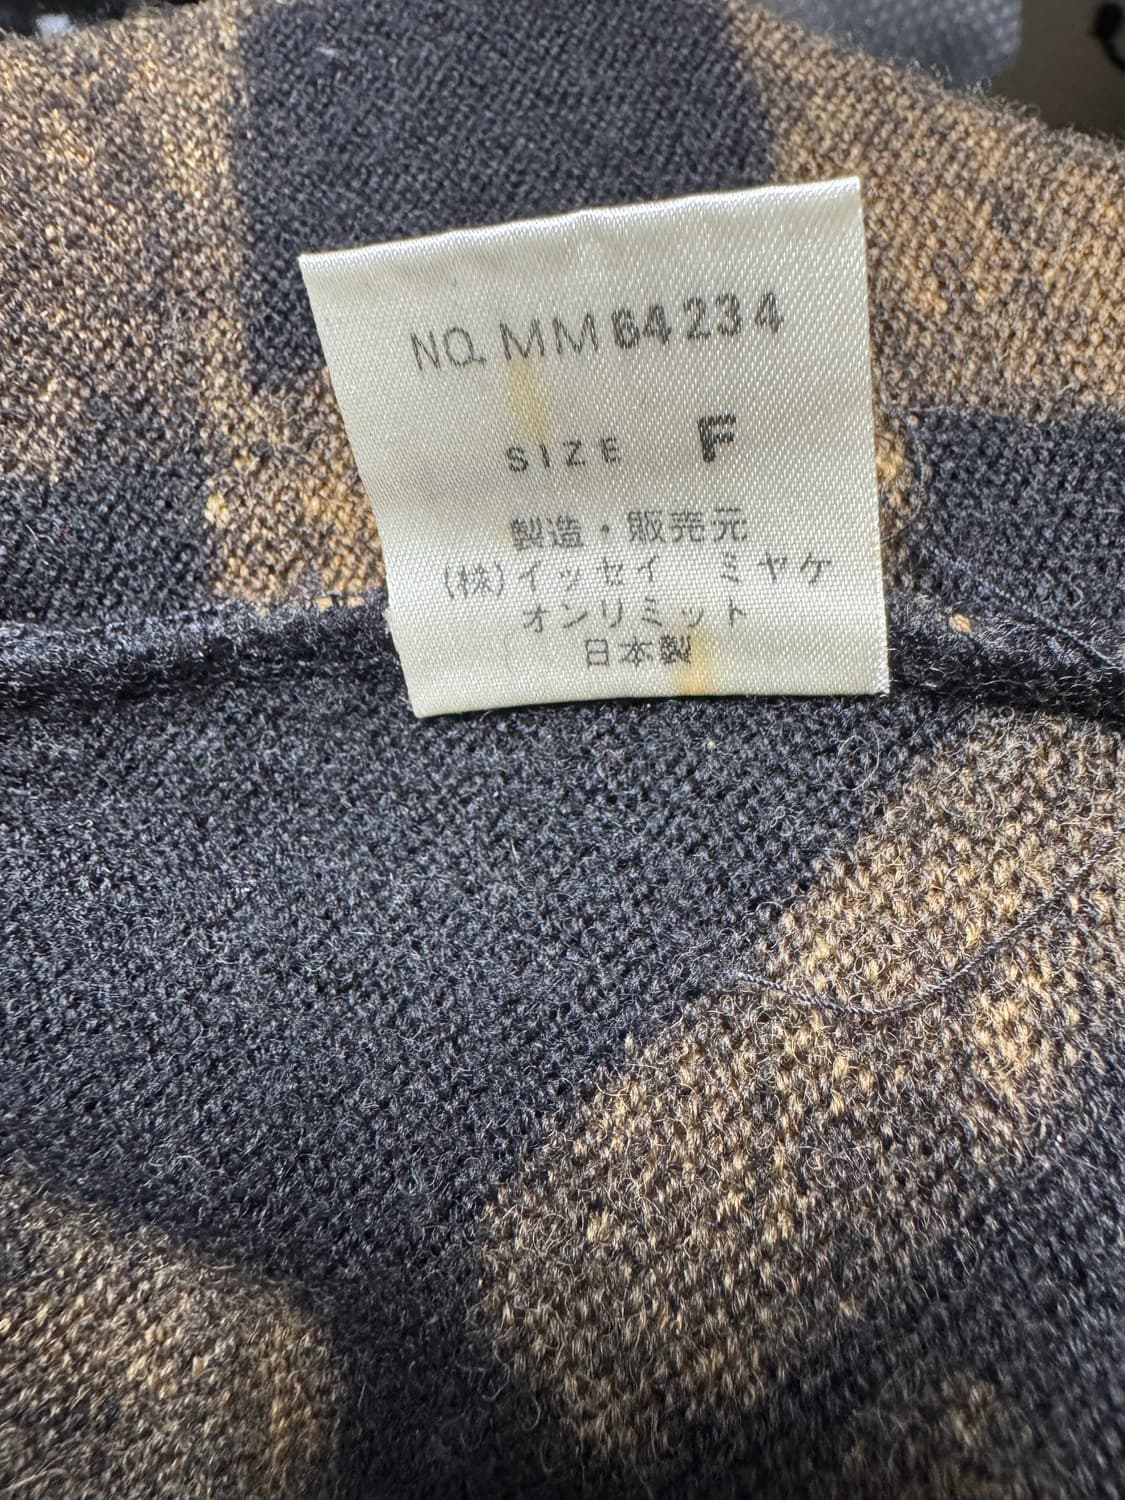 NO. MM64234
SIZE F
製造・販売元
(株)イッセイ ミヤケ
オンリミット
日本製